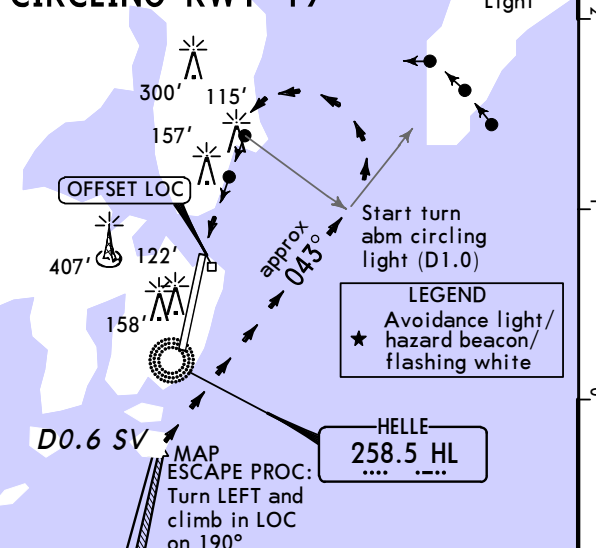 CIRCLING RWY 19
Light
300'
115'
157'
OFFSET LOC
407'
122'
158'
approx
043°
Start turn
abm circling
light (D1.0)
LEGEND
Avoidance light/
hazard beacon/
flashing white
HELLE
258.5 HL
D0.6 SV
MAP
ESCAPE PROC:
Turn LEFT and
climb in LOC
on 190°